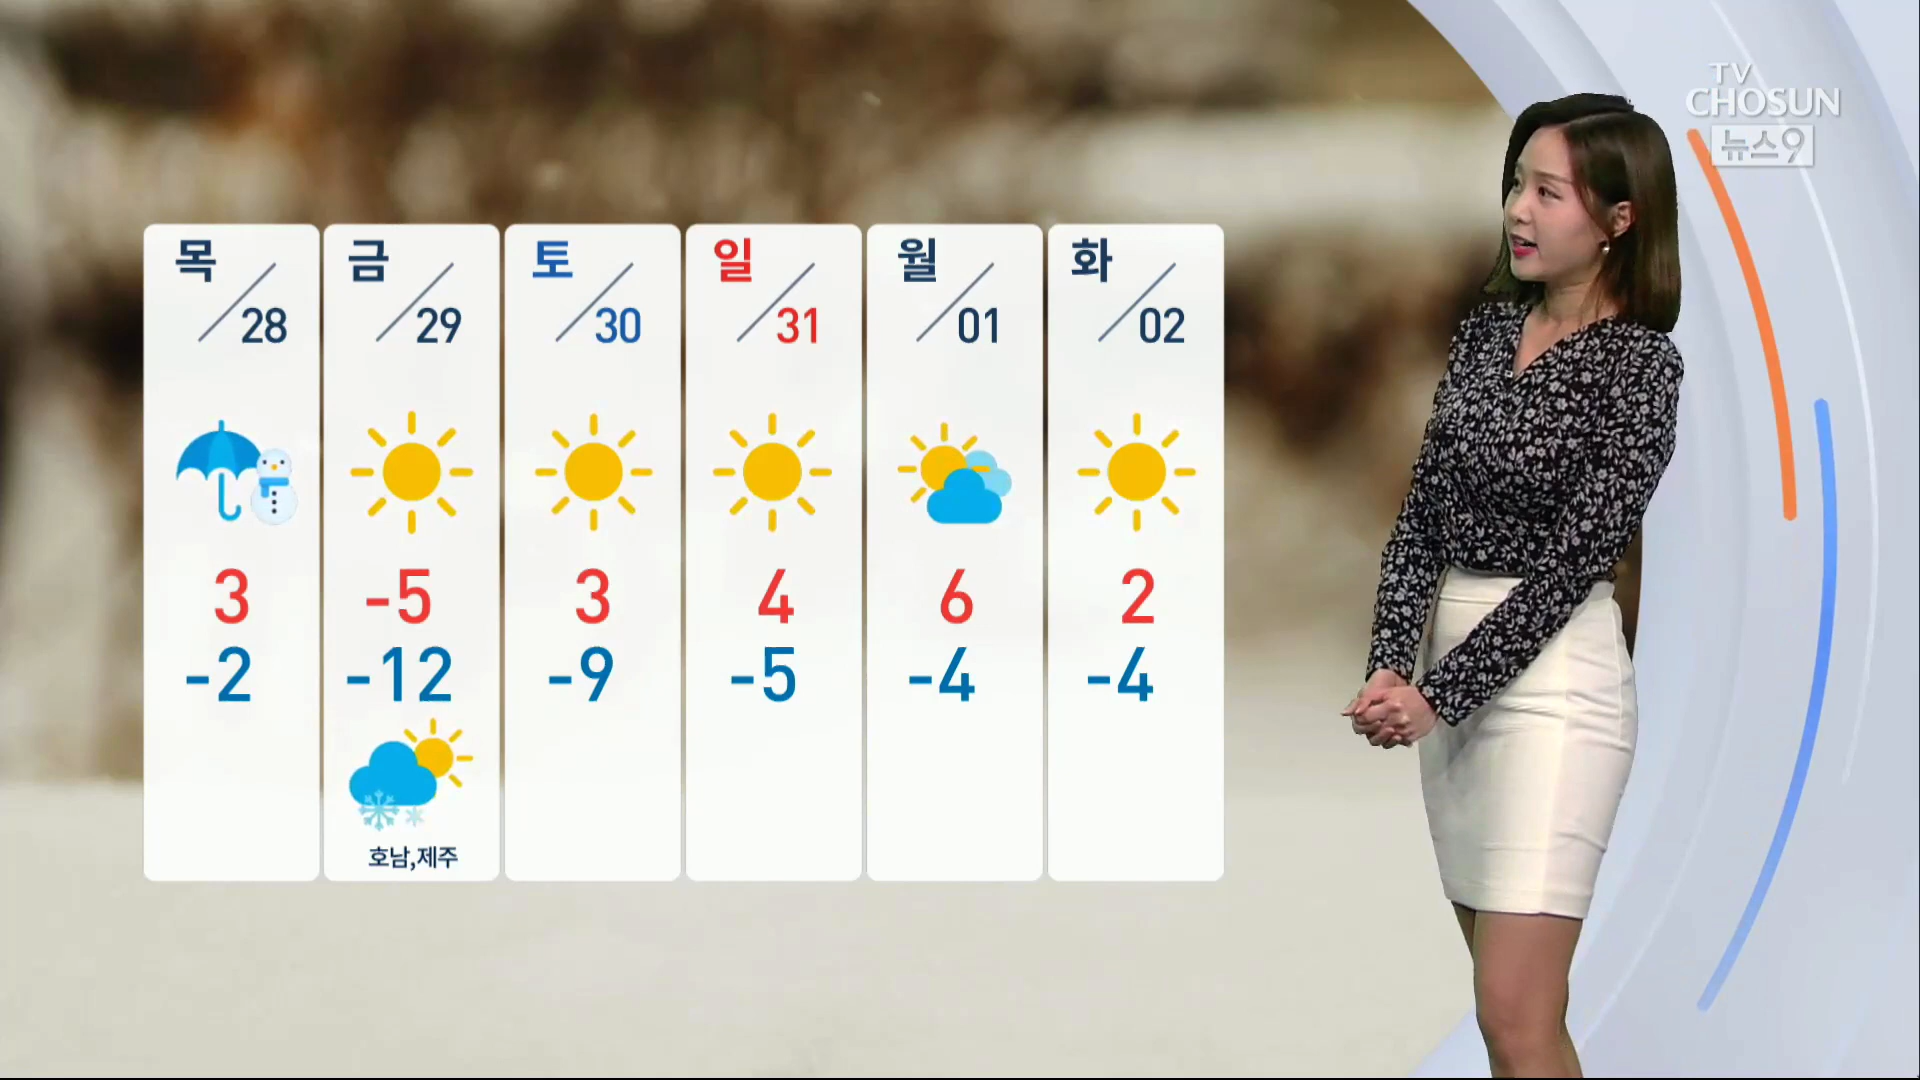 TV
CHOSUN
뉴스9
목/28
금/29
토/30
일/31
월/01
화/02
3
-5
3
4
6
2
-2
-12
-9
-5
-4
-4
호남,제주